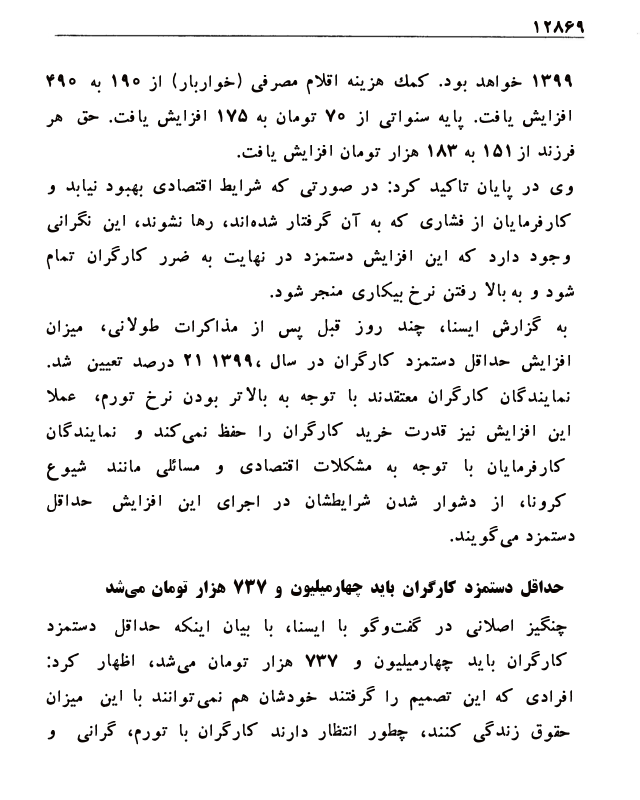 ۱۲۸۶۹
۱۳۹۹ خواهد بود. کمك هزینه اقلام مصرفی (خواربار) از ۱۹۰ به ۴۹۰
افزایش یافت. پایه سنواتی از ۷۰ تومان به ۱۷۵ افزایش یافت. حق هر
فرزند از ۱۵۱ به ۱۸۳ هزار تومان افزایش یافت.
وی در پایان تاکید کرد: در صورتی که شرایط اقتصادی بهبود نیابد و
کارفرمایان از فشاری که به آن گرفتار شده‌اند، رها نشوند، این نگرانی
وجود دارد که این افزایش دستمزد در نهایت به ضرر کارگران تمام
شود و به بالا رفتن نرخ بیکاری منجر شود.
به گزارش ایسنا، چند روز قبل پس از مذاکرات طولانی، میزان
افزایش حداقل دستمزد کارگران در سال ۱۳۹۹، ۲۱ درصد تعیین شد.
نمایندگان کارگران معتقدند با توجه به بالاتر بودن نرخ تورم، عملا
این افزایش نیز قدرت خرید کارگران را حفظ نمی‌کند و نمایندگان
کارفرمایان با توجه به مشکلات اقتصادی و مسائلی مانند شیوع
کرونا، از دشوار شدن شرایطشان در اجرای این افزایش حداقل
دستمزد می‌گویند.
حداقل دستمزد کارگران باید چهارمیلیون و ۷۳۷ هزار تومان می‌شد
چنگیز اصلانی در گفت‌وگو با ایسنا، با بیان اینکه حداقل دستمزد
کارگران باید چهارمیلیون و ۷۳۷ هزار تومان می‌شد، اظهار کرد:
افرادی که این تصمیم را گرفتند خودشان هم نمی‌توانند با این میزان
حقوق زندگی کنند، چطور انتظار دارند کارگران با تورم، گرانی و